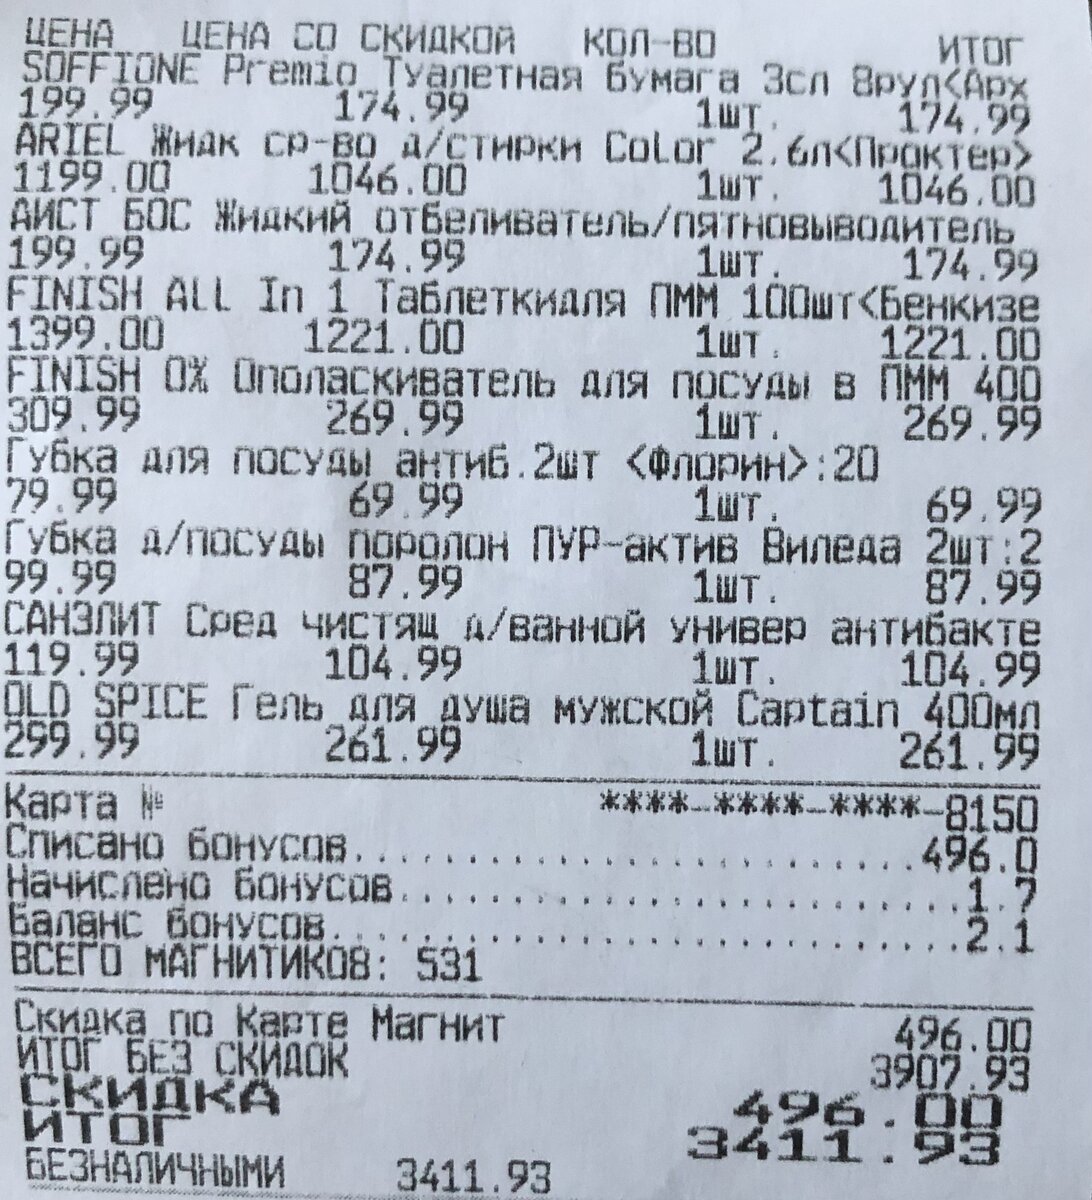 ЦЕНА ЦЕНА СО СКИДКОЙ КОЛ-ВО ИТОГ
SOFFIONE Premio Туалетная бумага 3сл 8рул<Арх
199.99 174.99 1шт. 174.99
ARIEL Жидк ср-во д/стирки Color 2.6л<Проктер>
1199.00 1046.00 1шт. 1046.00
АИСТ БОС Жидкий отбеливатель/пятновыводитель
199.99 174.99 1шт. 174.99
FINISH ALL In 1 Таблеткидля ПММ 100шт<Бенкизе
1399.00 1221.00 1шт. 1221.00
FINISH 0% Ополаскиватель для посуды в ПММ 400
309.99 269.99 1шт. 269.99
Губка для посуды антиб.2шт <Флорин>:20
79.99 69.99 1шт. 69.99
Губка д/посуды поролон ПУР-актив Виледа 2шт:2
99.99 87.99 1шт. 87.99
САНЭЛИТ Сред чистящ д/ванной универ антибакте
119.99 104.99 1шт. 104.99
OLD SPICE Гель для душа мужской Captain 400мл
299.99 261.99 1шт. 261.99
Карта № ****-****-****-8150
Списано бонусов..........................496.0
Начислено бонусов..........................1.7
Баланс бонусов.............................2.1
ВСЕГО МАГНИТИКОВ: 531
Скидка по Карте Магнит 496.00
ИТОГ БЕЗ СКИДОК 3907.93
СКИДКА 496.00
ИТОГ 3411.93
БЕЗНАЛИЧНЫМИ 3411.93